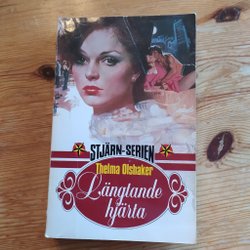 STJÄRN-SERIEN
Thelma Olshaker
Längtande
hjärta